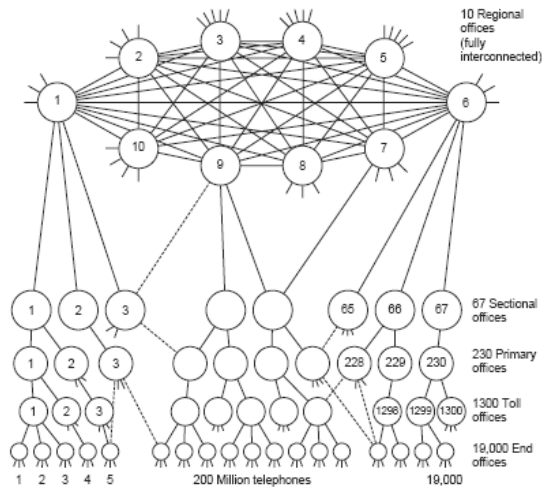 10 Regional
offices
(fully
interconnected)
3 4
2 5
1 6
10 7
9 8
1 2 3 65 66 67
67 Sectional
offices
1 2 3 228 229 230
230 Primary
offices
1 2 3 1298 1299 1300
1300 Toll
offices
19,000 End
offices
1 2 3 4 5 200 Million telephones 19,000